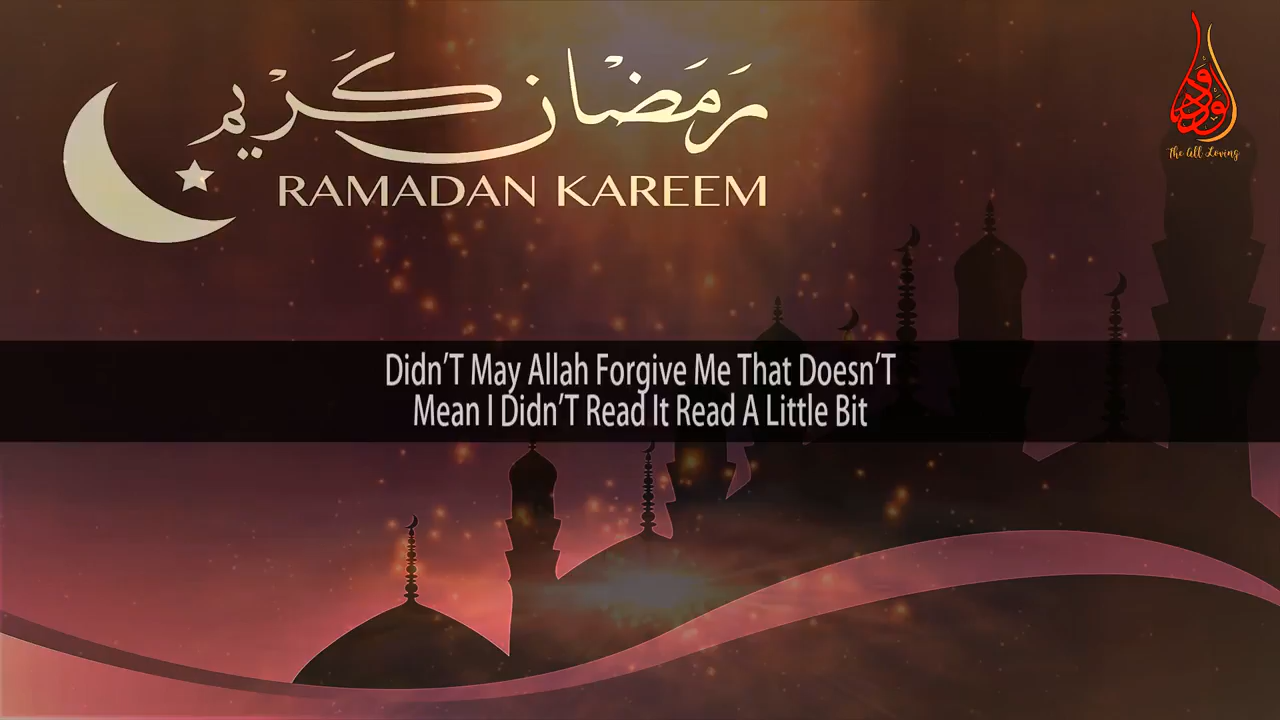 رَمَضَان كَرْيم
RAMADAN KAREEM
الودود
The All Loving
Didn’T May Allah Forgive Me That Doesn’T
Mean I Didn’T Read It Read A Little Bit